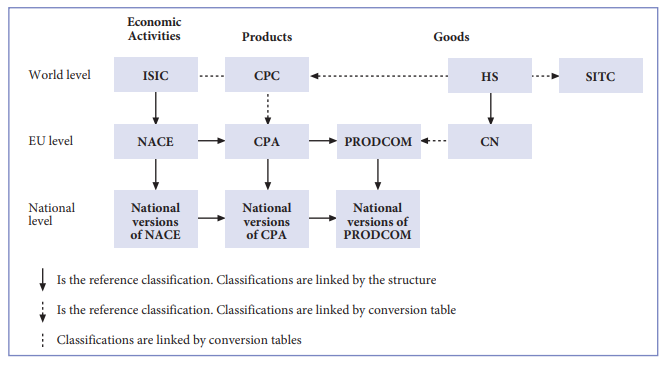 Economic
Activities
Products
Goods
World level
ISIC
CPC
HS
SITC
EU level
NACE
CPA
PRODCOM
CN
National
level
National
versions
of NACE
National
versions
of CPA
National
versions of
PRODCOM
Is the reference classification. Classifications are linked by the structure
Is the reference classification. Classifications are linked by conversion table
Classifications are linked by conversion tables